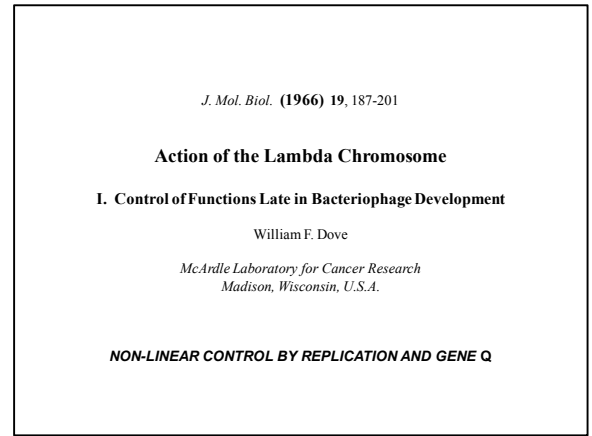 J. Mol. Biol. (1966) 19, 187-201
Action of the Lambda Chromosome
I. Control of Functions Late in Bacteriophage Development
William F. Dove
McArdle Laboratory for Cancer Research
Madison, Wisconsin, U.S.A.
NON-LINEAR CONTROL BY REPLICATION AND GENE Q